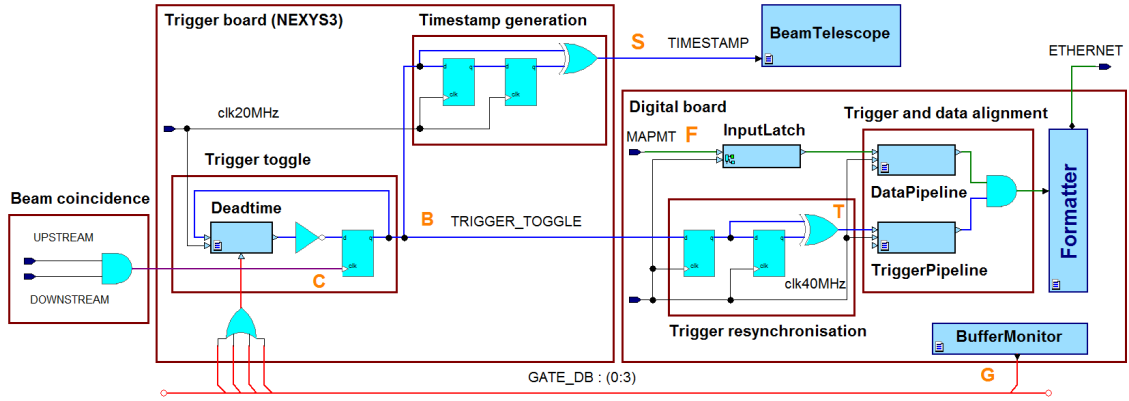 Trigger board (NEXYS3)
Timestamp generation
S
TIMESTAMP
BeamTelescope
ETHERNET
d q
clk
d q
clk
clk20MHz
Digital board
Trigger and data alignment
MAPMT
F
InputLatch
DataPipeline
Formatter
Trigger toggle
Beam coincidence
Deadtime
UPSTREAM
DOWNSTREAM
d q
clk
C
B
TRIGGER_TOGGLE
d q
clk
d q
clk
T
TriggerPipeline
clk40MHz
Trigger resynchronisation
BufferMonitor
G
GATE_DB : (0:3)